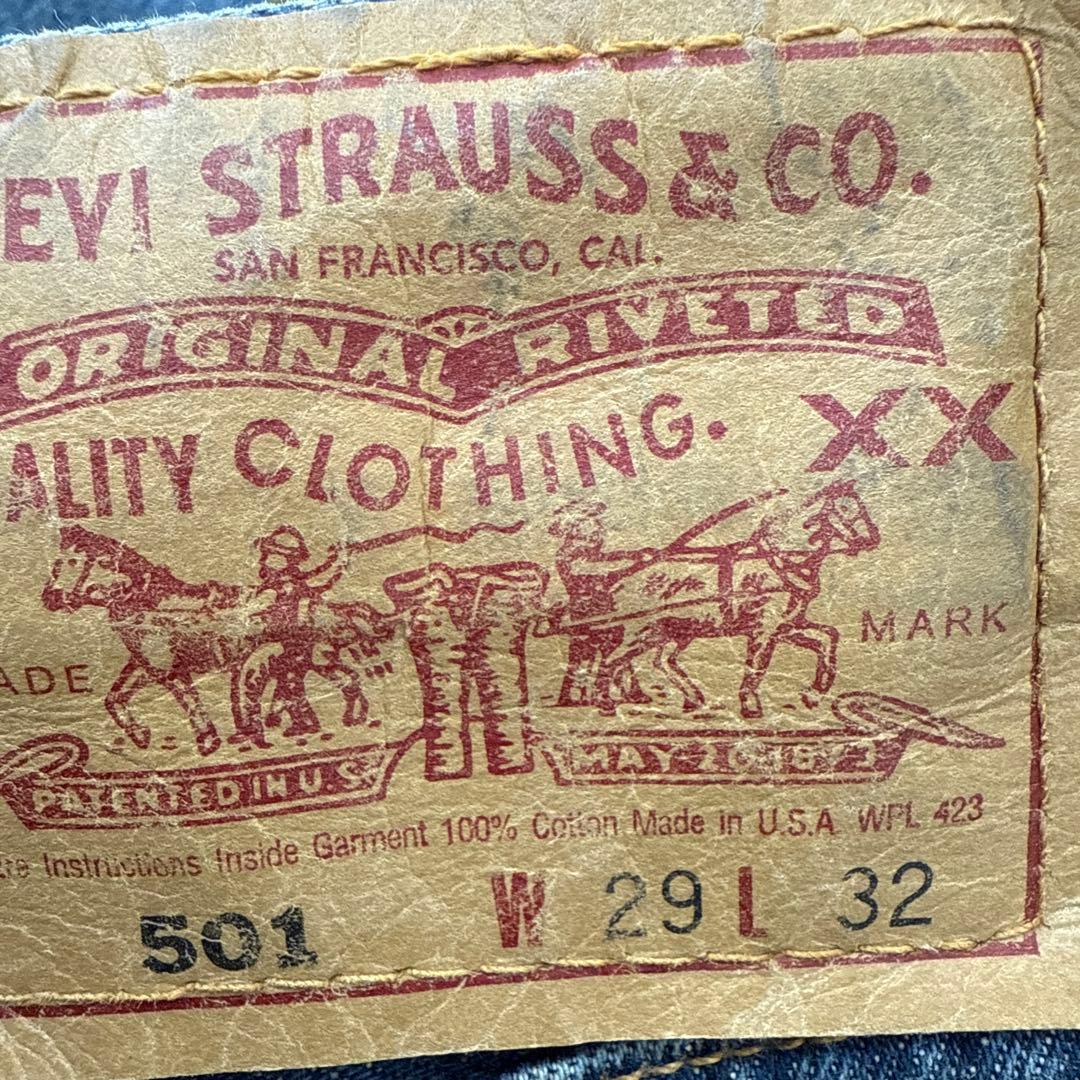 EVI STRAUSS & CO.
SAN FRANCISCO, CAL.
ORIGINAL RIVETED
ALITY CLOTHING. XX
ADE MARK
PATENTED IN U.S. MAY 20 1873
re Instructions Inside Garment 100% Cotton Made in U.S.A. WPL 423
501 W 29 L 32